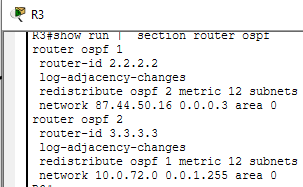 R3
R3#show run | section router ospf
router ospf 1
router-id 2.2.2.2
log-adjacency-changes
redistribute ospf 2 metric 12 subnets
network 87.44.50.16 0.0.0.3 area 0
router ospf 2
router-id 3.3.3.3
log-adjacency-changes
redistribute ospf 1 metric 12 subnets
network 10.0.72.0 0.0.1.255 area 0